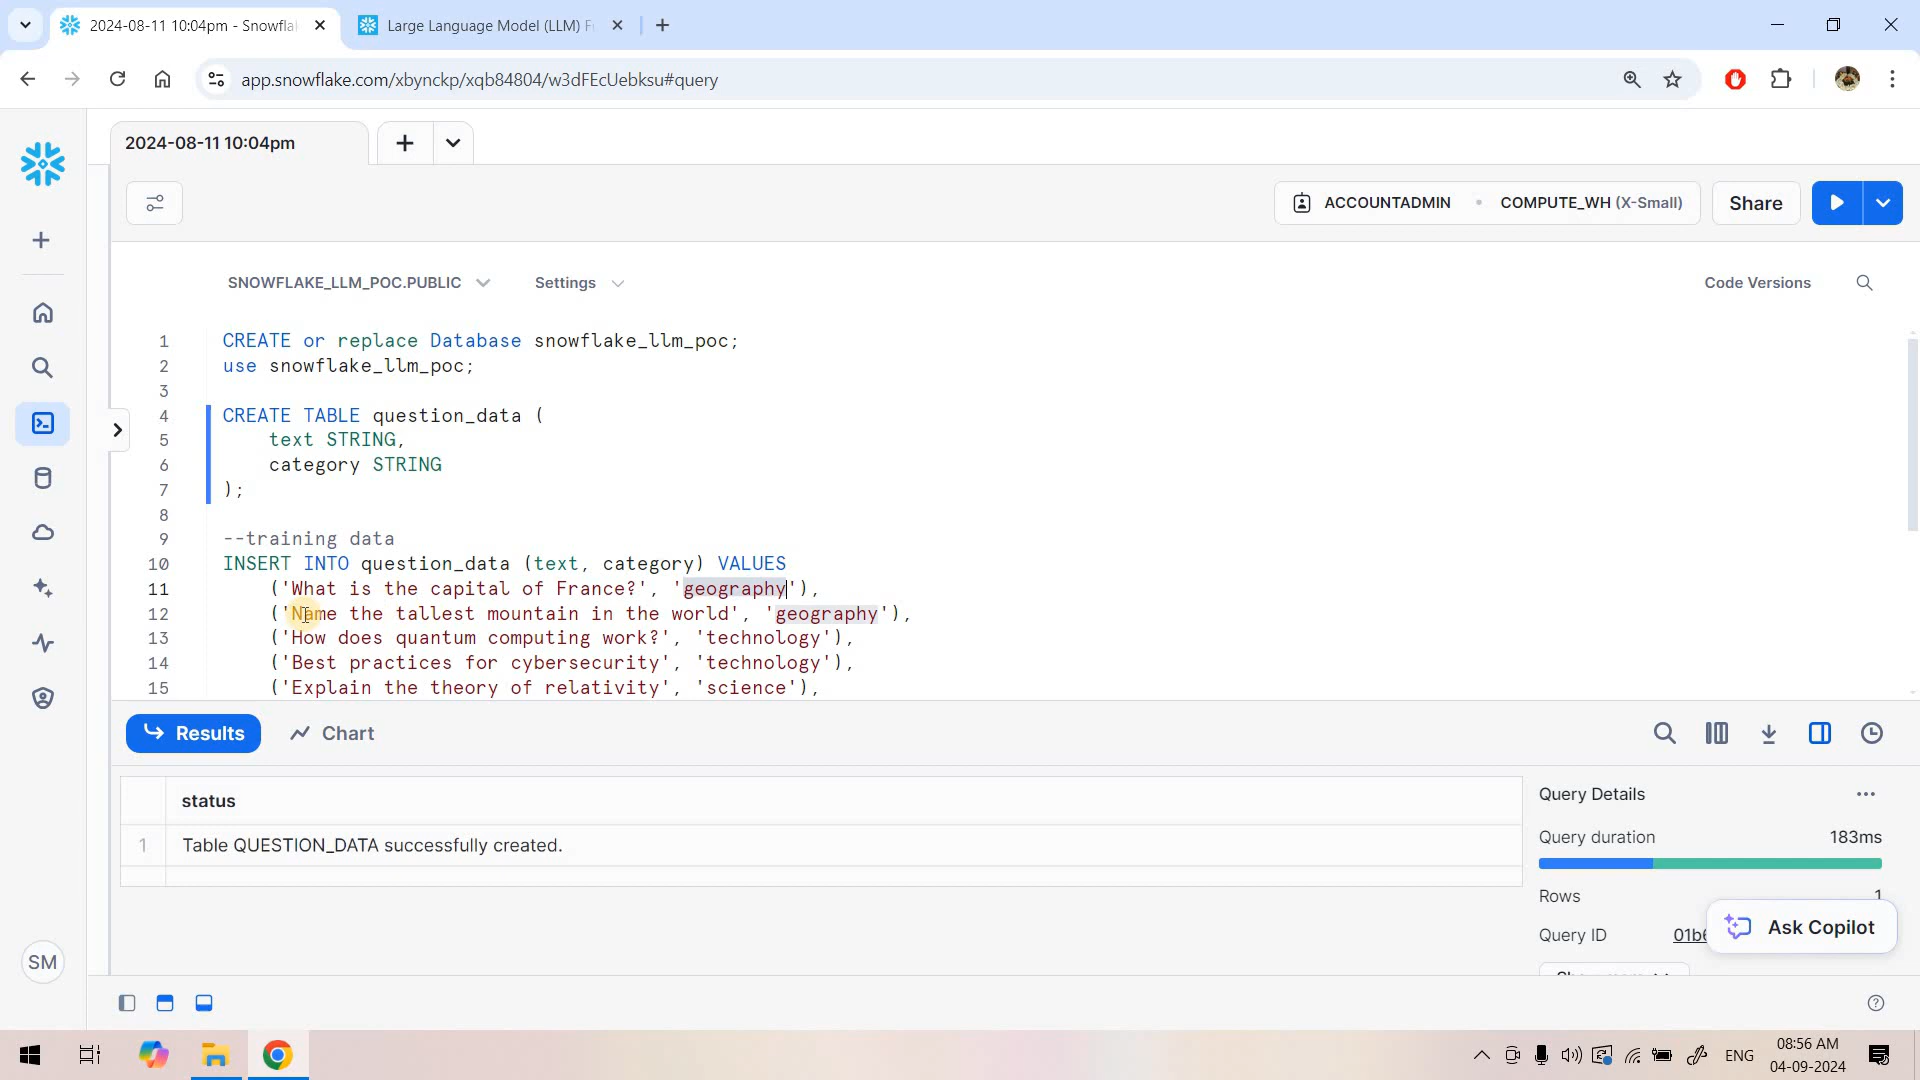 2024-08-11 10:04pm - Snowfla
Large Language Model (LLM) F
app.snowflake.com/xbynckp/xqb84804/w3dFEcUebksu#query
2024-08-11 10:04pm
ACCOUNTADMIN • COMPUTE_WH (X-Small)
Share
SNOWFLAKE_LLM_POC.PUBLIC
Settings
Code Versions
1 CREATE or replace Database snowflake_llm_poc;
2 use snowflake_llm_poc;
3
4 CREATE TABLE question_data (
5 text STRING,
6 category STRING
7 );
8
9 --training data
10 INSERT INTO question_data (text, category) VALUES
11 ('What is the capital of France?', 'geography'),
12 ('Name the tallest mountain in the world', 'geography'),
13 ('How does quantum computing work?', 'technology'),
14 ('Best practices for cybersecurity', 'technology'),
15 ('Explain the theory of relativity', 'science'),
Results
Chart
status
1 Table QUESTION_DATA successfully created.
Query Details
Query duration 183ms
Rows 1
Query ID 01b6
Ask Copilot
SM
ENG
08:56 AM
04-09-2024